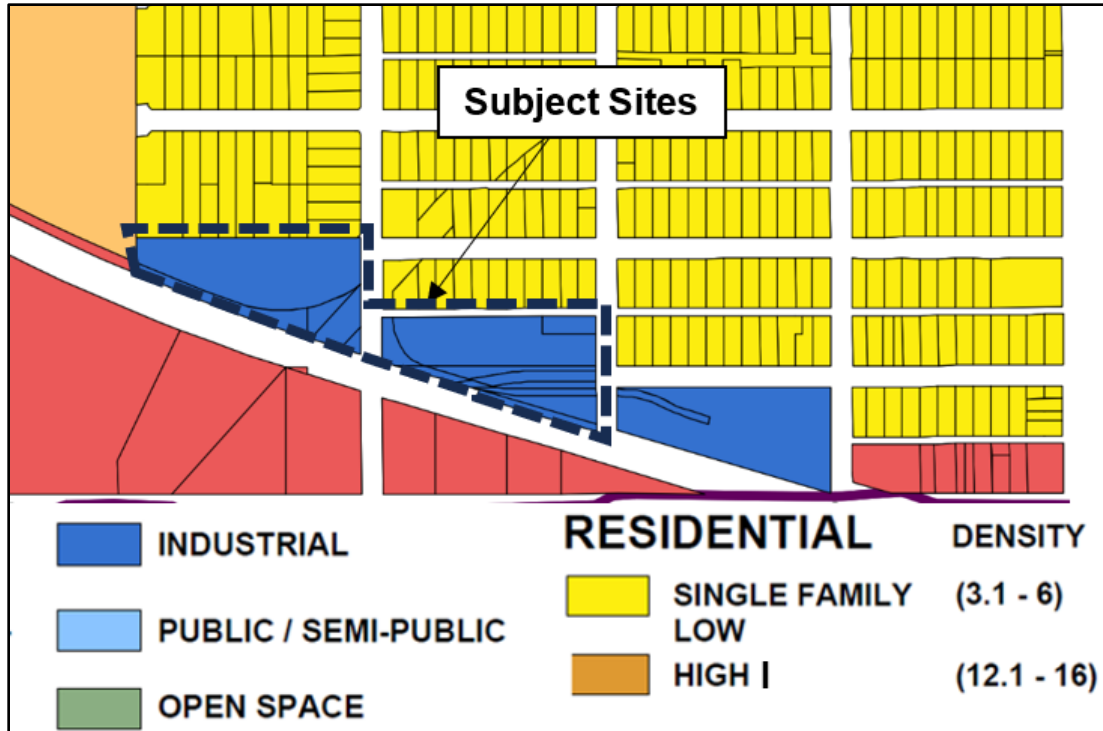 Subject Sites
INDUSTRIAL
PUBLIC / SEMI-PUBLIC
OPEN SPACE
RESIDENTIAL DENSITY
SINGLE FAMILY LOW (3.1 - 6)
HIGH I (12.1 - 16)